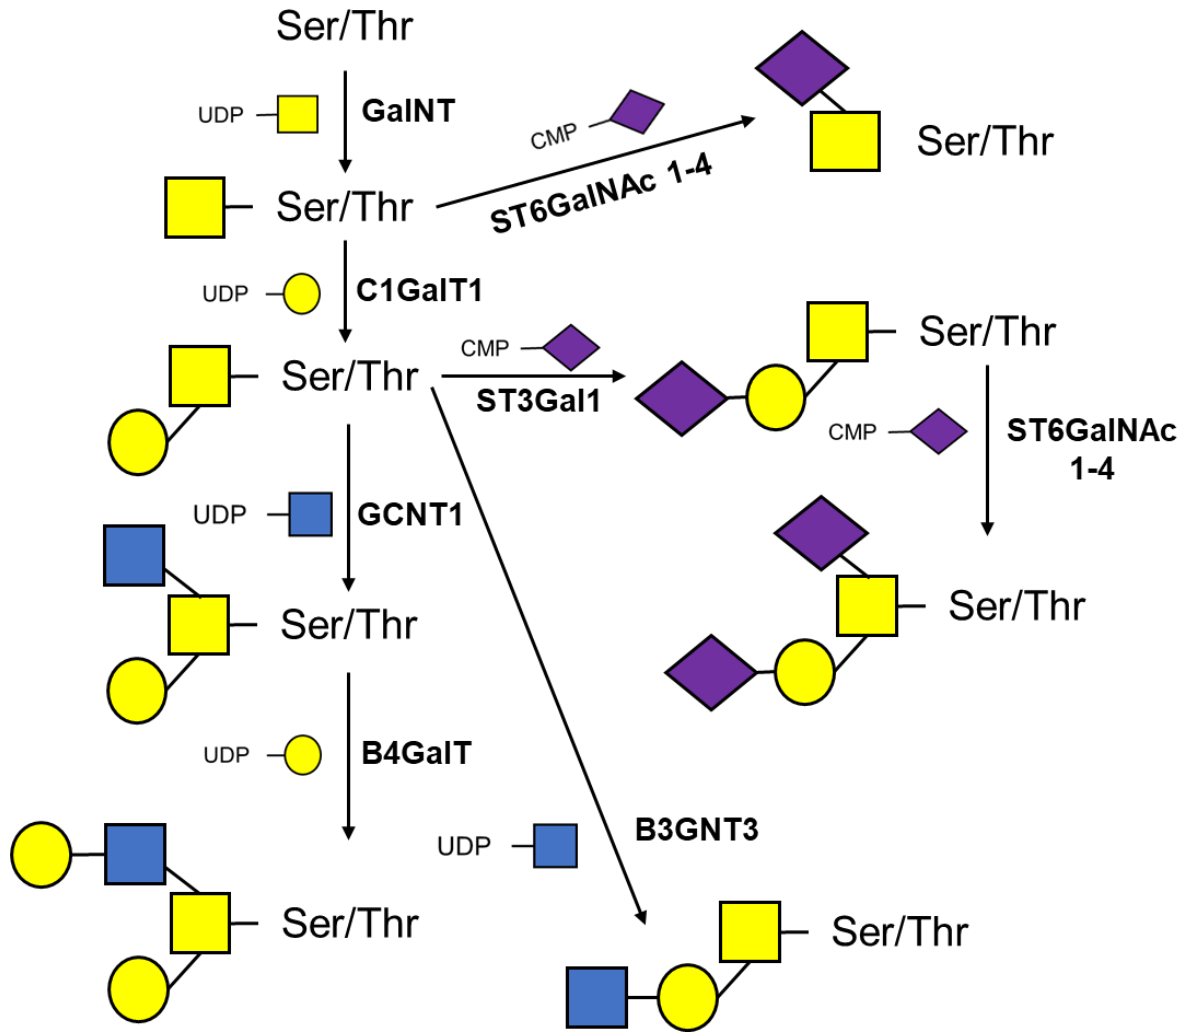 Ser/Thr
UDP
GalNT
CMP
ST6GalNAc 1-4
Ser/Thr
Ser/Thr
UDP
C1GalT1
Ser/Thr
CMP
ST3Gal1
Ser/Thr
CMP
ST6GalNAc
1-4
UDP
GCNT1
Ser/Thr
Ser/Thr
UDP
B4GalT
UDP
B3GNT3
Ser/Thr
Ser/Thr